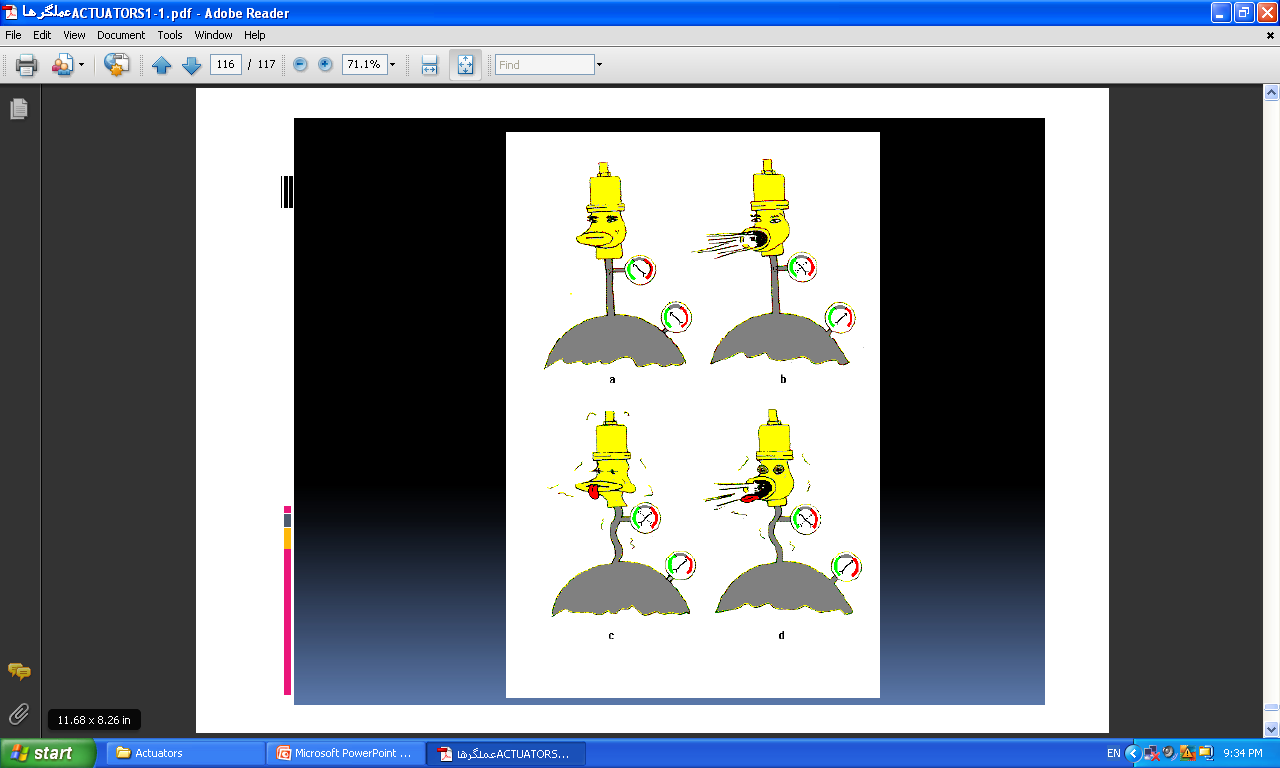 عملگرهاACTUATORS1-1.pdf - Adobe Reader
File Edit View Document Tools Window Help
116 / 117 71.1% Find
a b
c d
11.68 x 8.26 in
start Actuators Microsoft PowerPoint ... عملگرهاACTUATORS... EN 9:34 PM